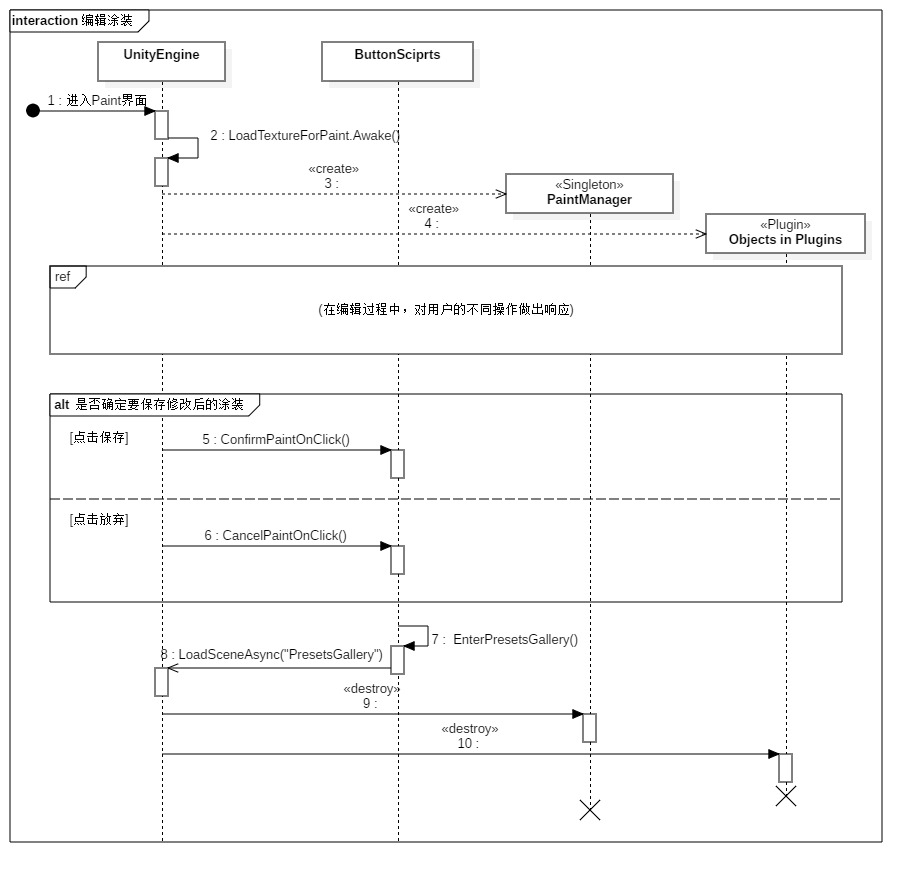 interaction 编辑涂装
UnityEngine
ButtonSciprts
1 : 进入Paint界面
2 : LoadTextureForPaint.Awake()
«create»
3 :
«Singleton»
PaintManager
«create»
4 :
«Plugin»
Objects in Plugins
ref
(在编辑过程中，对用户的不同操作做出响应)
alt 是否确定要保存修改后的涂装
[点击保存]
5 : ConfirmPaintOnClick()
[点击放弃]
6 : CancelPaintOnClick()
7 : EnterPresetsGallery()
8 : LoadSceneAsync("PresetsGallery")
«destroy»
9 :
«destroy»
10 :